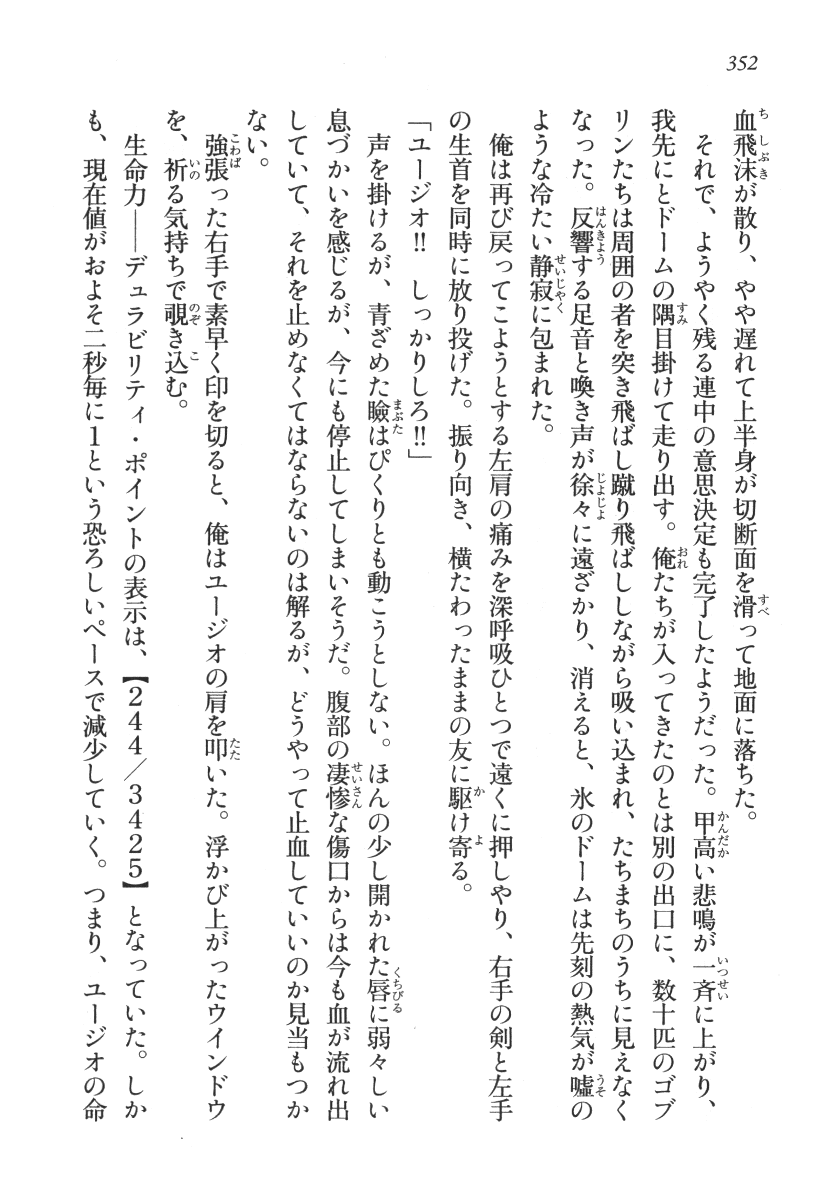 352
血飛沫が散り、やや遅れて上半身が切断面を滑って地面に落ちた。
それで、ようやく残る連中の意思決定も完了したようだった。甲高い悲鳴が一斉に上がり、
我先にとドームの隅目掛けて走り出す。俺たちが入ってきたのとは別の出口に、数十匹のゴブ
リンたちは周囲の者を突き飛ばし蹴り飛ばししながら吸い込まれ、たちまちのうちに見えなく
なった。反響する足音と喚き声が徐々に遠ざかり、消えると、氷のドームは先刻の熱気が嘘の
ような冷たい静寂に包まれた。
俺は再び戻ってこようとする左肩の痛みを深呼吸ひとつで遠くに押しやり、右手の剣と左手
の生首を同時に放り投げた。振り向き、横たわったままの友に駆け寄る。
「ユージオ!!　しっかりしろ!!」
声を掛けるが、青ざめた瞼はぴくりとも動こうとしない。ほんの少し開かれた唇に弱々しい
息づかいを感じるが、今にも停止してしまいそうだ。腹部の凄惨な傷口からは今も血が流れ出
していて、それを止めなくてはならないのは解るが、どうやって止血していいのか見当もつか
ない。
強張った右手で素早く印を切ると、俺はユージオの肩を叩いた。浮かび上がったウインドウ
を、祈る気持ちで覗き込む。
生命力——デュラビリティ・ポイントの表示は、【２４４／３４２５】となっていた。しか
も、現在値がおよそ二秒毎に１という恐ろしいペースで減少していく。つまり、ユージオの命